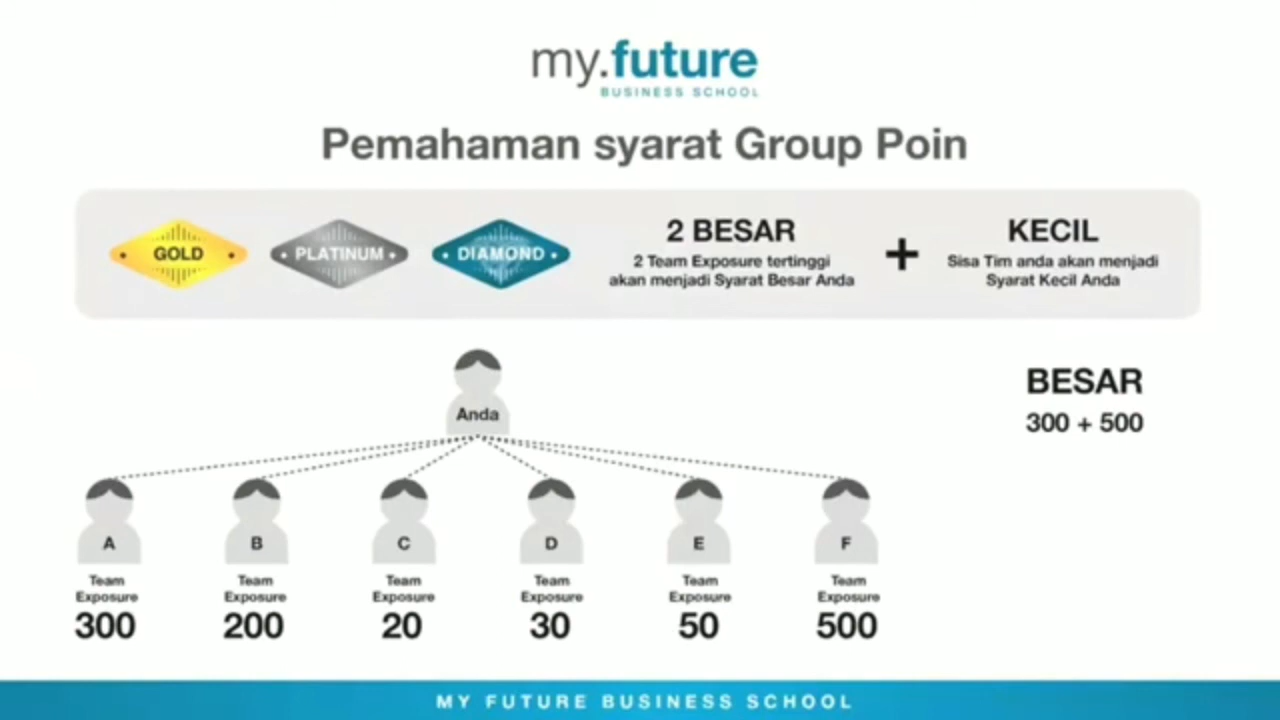 my.future
BUSINESS SCHOOL
Pemahaman syarat Group Poin
GOLD
PLATINUM
DIAMOND
2 BESAR
2 Team Exposure tertinggi
akan menjadi Syarat Besar Anda
+
KECIL
Sisa Tim anda akan menjadi
Syarat Kecil Anda
Anda
BESAR
300 + 500
A
B
C
D
E
F
Team
Exposure
300
Team
Exposure
200
Team
Exposure
20
Team
Exposure
30
Team
Exposure
50
Team
Exposure
500
MY FUTURE BUSINESS SCHOOL